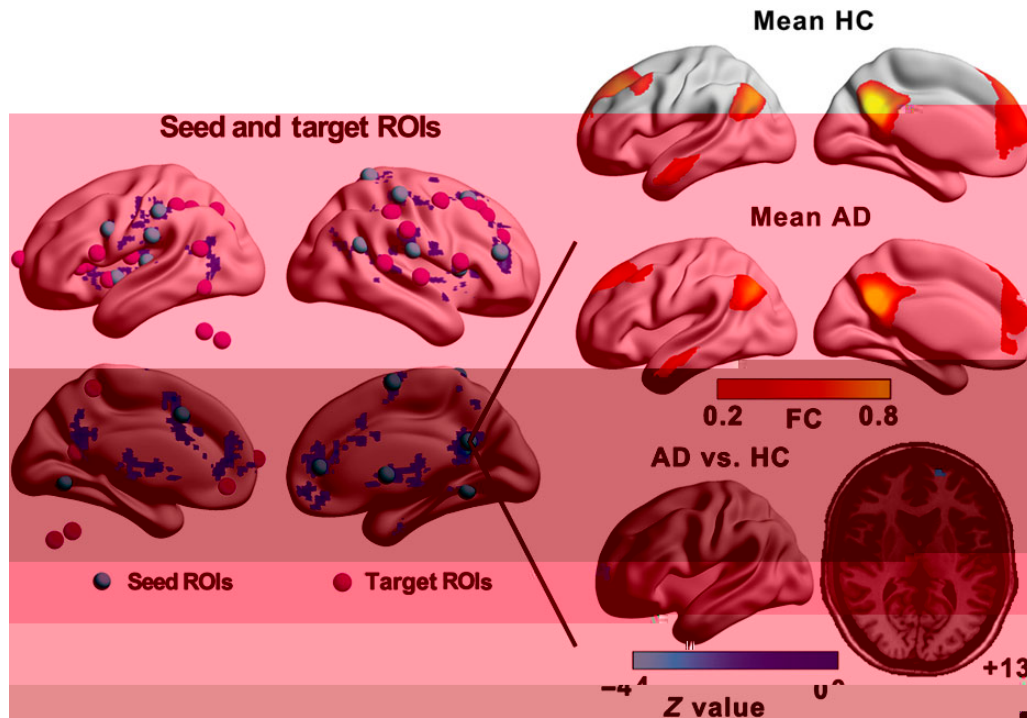 Mean HC
Seed and target ROIs
Mean AD
0.2 FC 0.8
AD vs. HC
Seed ROIs Target ROIs
+13
Z value